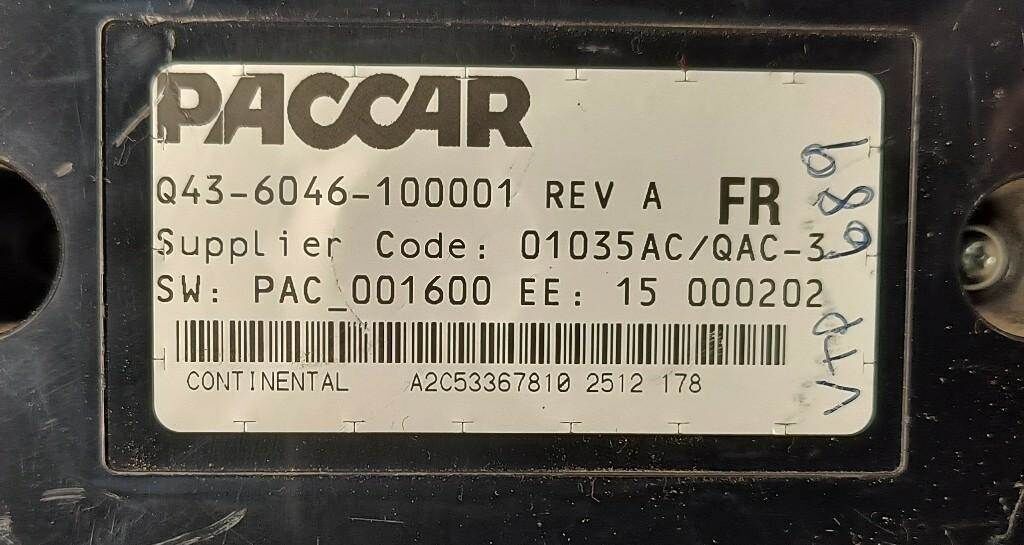 PACCAR
Q43-6046-100001 REV A FR
Supplier Code: 01035AC/QAC-3
SW: PAC_001600 EE: 15 000202
CONTINENTAL A2C53367810 2512 178